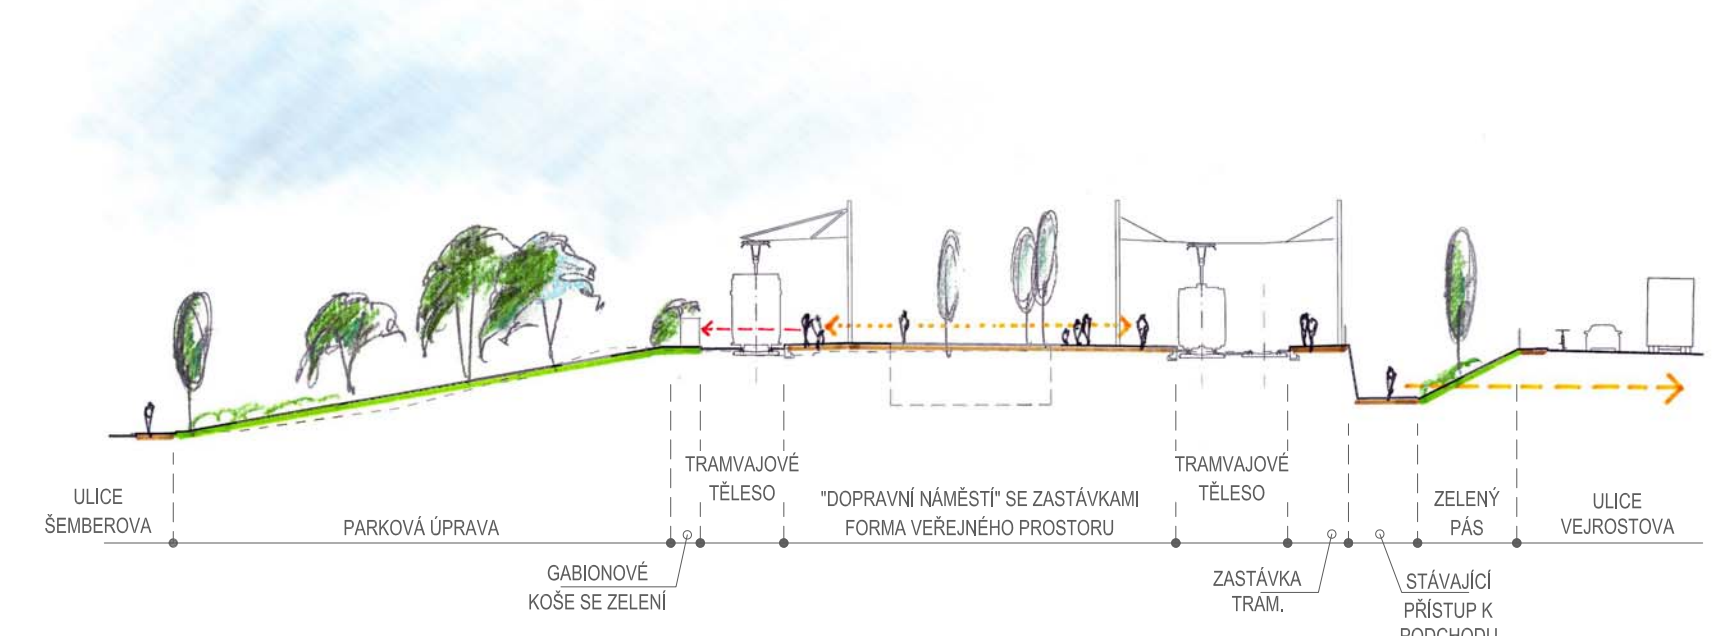 ULICE
ŠEMBEROVA
PARKOVÁ ÚPRAVA
GABIONOVÉ
KOŠE SE ZELENÍ
TRAMVAJOVÉ
TĚLESO
"DOPRAVNÍ NÁMĚSTÍ" SE ZASTÁVKAMI
FORMA VEŘEJNÉHO PROSTORU
TRAMVAJOVÉ
TĚLESO
ZASTÁVKA
TRAM.
STÁVAJÍCÍ
PŘÍSTUP K
PODCHODU
ZELENÝ
PÁS
ULICE
VEJROSTOVA